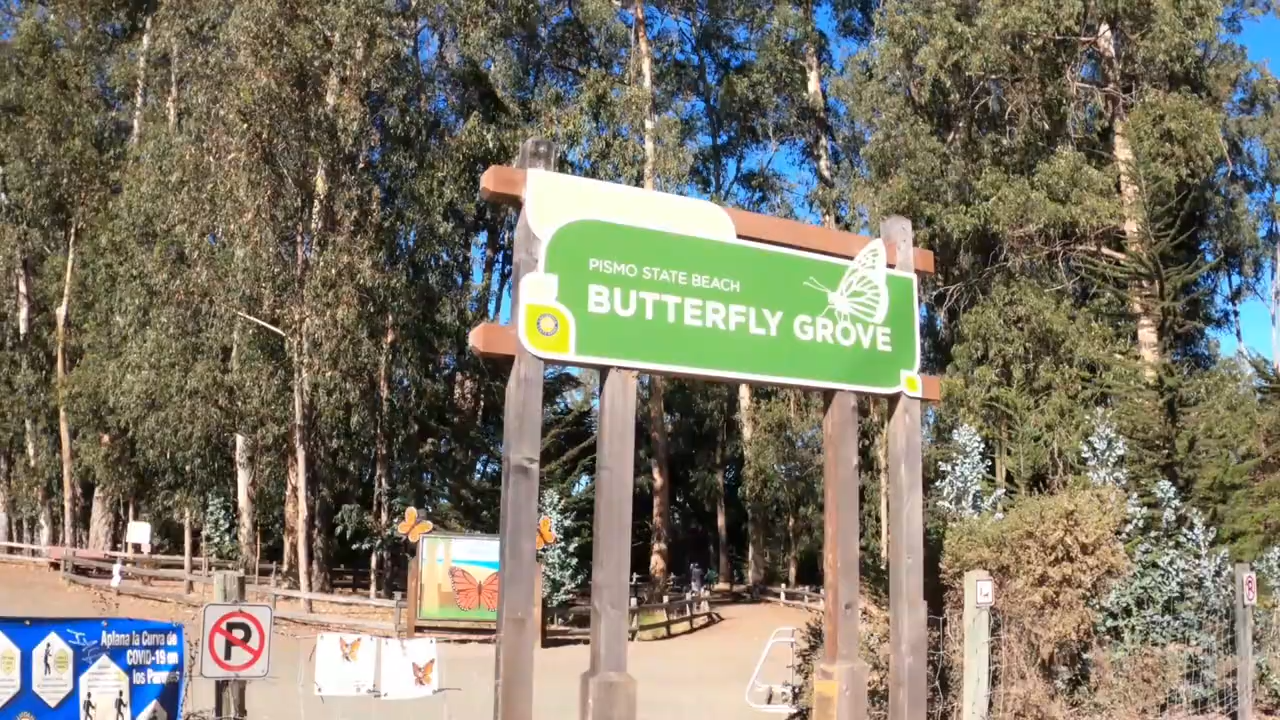 PISMO STATE BEACH
BUTTERFLY GROVE
Aplana la Curva de
COVID-19 en
los Parques
P